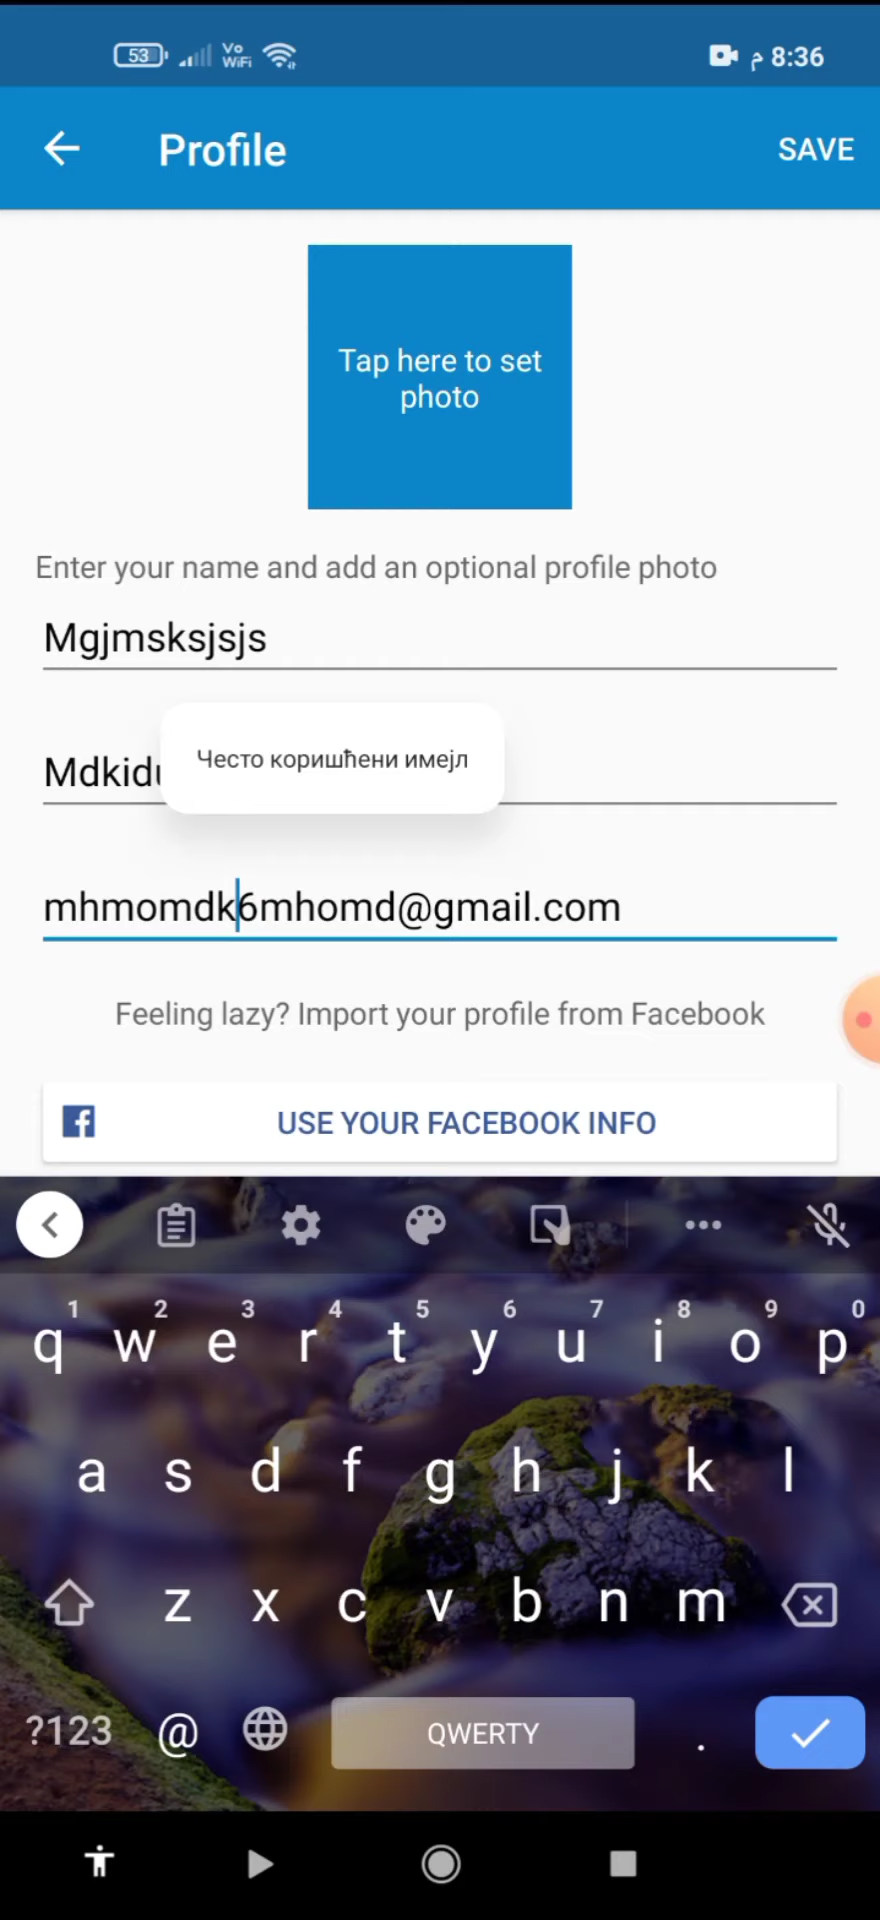 53 Vo WiFi م 8:36
Profile SAVE
Tap here to set
photo
Enter your name and add an optional profile photo
Mgjmsksjsjs
Често коришћени имејл
mhmomdk6mhomd@gmail.com
Feeling lazy? Import your profile from Facebook
USE YOUR FACEBOOK INFO
1 2 3 4 5 6 7 8 9 0
q w e r t y u i o p
a s d f g h j k l
z x c v b n m
?123 @ QWERTY .